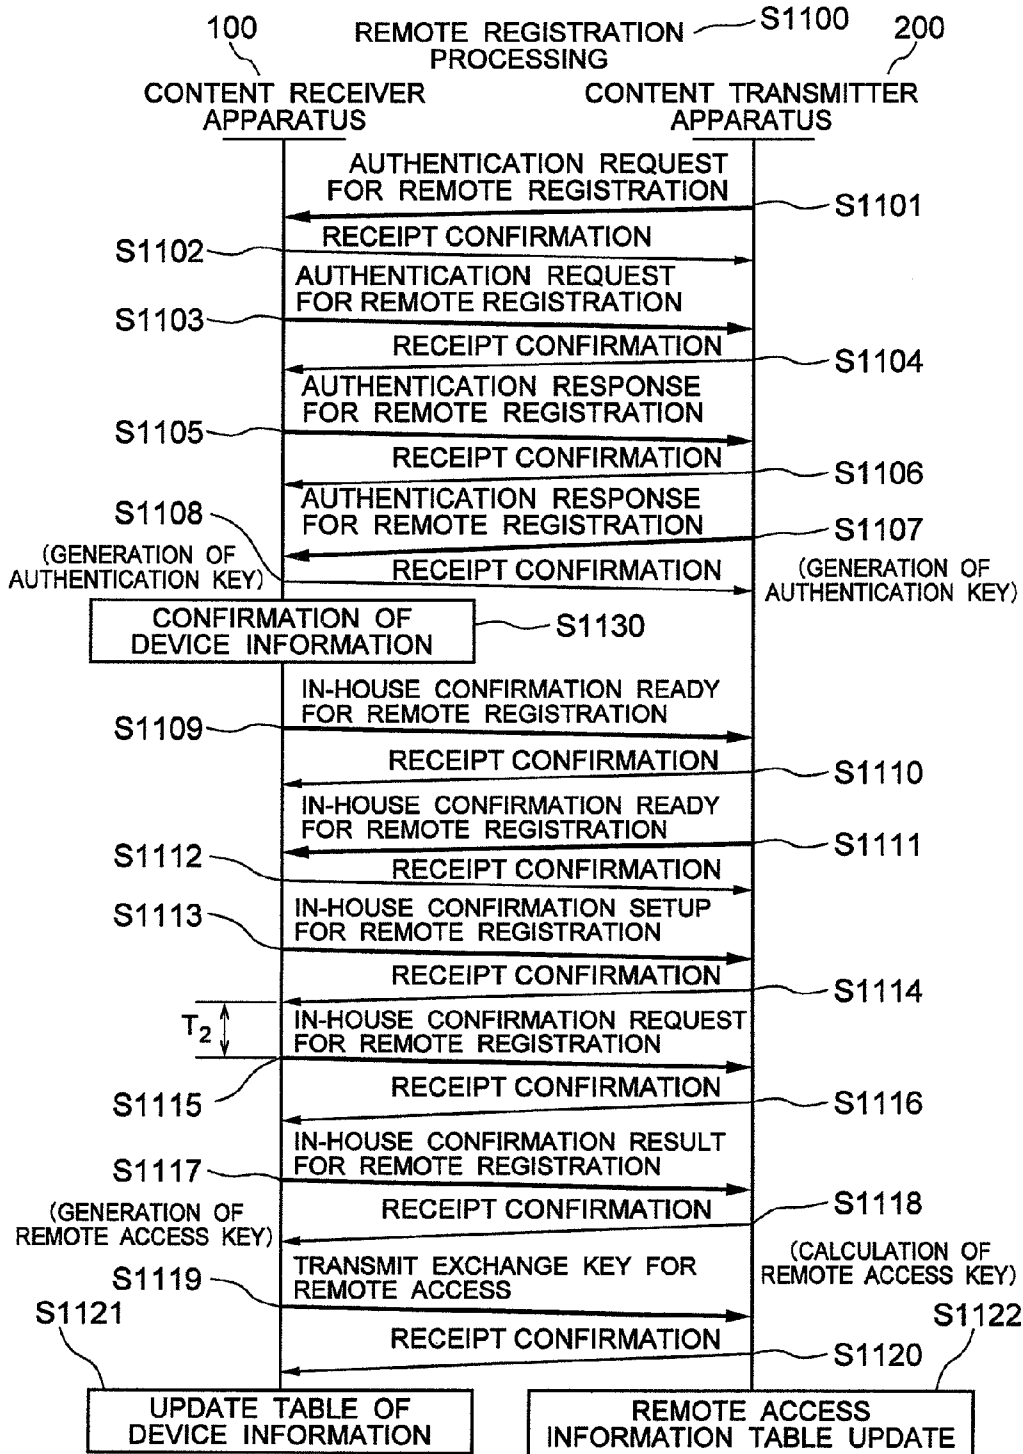 REMOTE REGISTRATION
PROCESSING
S1100
100
200
CONTENT RECEIVER
APPARATUS
CONTENT TRANSMITTER
APPARATUS
AUTHENTICATION REQUEST
FOR REMOTE REGISTRATION
S1101
RECEIPT CONFIRMATION
S1102
AUTHENTICATION REQUEST
FOR REMOTE REGISTRATION
S1103
RECEIPT CONFIRMATION
S1104
AUTHENTICATION RESPONSE
FOR REMOTE REGISTRATION
S1105
RECEIPT CONFIRMATION
S1106
AUTHENTICATION RESPONSE
FOR REMOTE REGISTRATION
S1107
S1108
(GENERATION OF
AUTHENTICATION KEY)
RECEIPT CONFIRMATION
(GENERATION OF
AUTHENTICATION KEY)
CONFIRMATION OF
DEVICE INFORMATION
S1130
IN-HOUSE CONFIRMATION READY
FOR REMOTE REGISTRATION
S1109
RECEIPT CONFIRMATION
S1110
IN-HOUSE CONFIRMATION READY
FOR REMOTE REGISTRATION
S1111
S1112
RECEIPT CONFIRMATION
IN-HOUSE CONFIRMATION SETUP
FOR REMOTE REGISTRATION
S1113
RECEIPT CONFIRMATION
S1114
T2
IN-HOUSE CONFIRMATION REQUEST
FOR REMOTE REGISTRATION
S1115
RECEIPT CONFIRMATION
S1116
IN-HOUSE CONFIRMATION RESULT
FOR REMOTE REGISTRATION
S1117
RECEIPT CONFIRMATION
S1118
(GENERATION OF
REMOTE ACCESS KEY)
(CALCULATION OF
REMOTE ACCESS KEY)
TRANSMIT EXCHANGE KEY FOR
REMOTE ACCESS
S1119
RECEIPT CONFIRMATION
S1120
S1121
S1122
UPDATE TABLE OF
DEVICE INFORMATION
REMOTE ACCESS
INFORMATION TABLE UPDATE